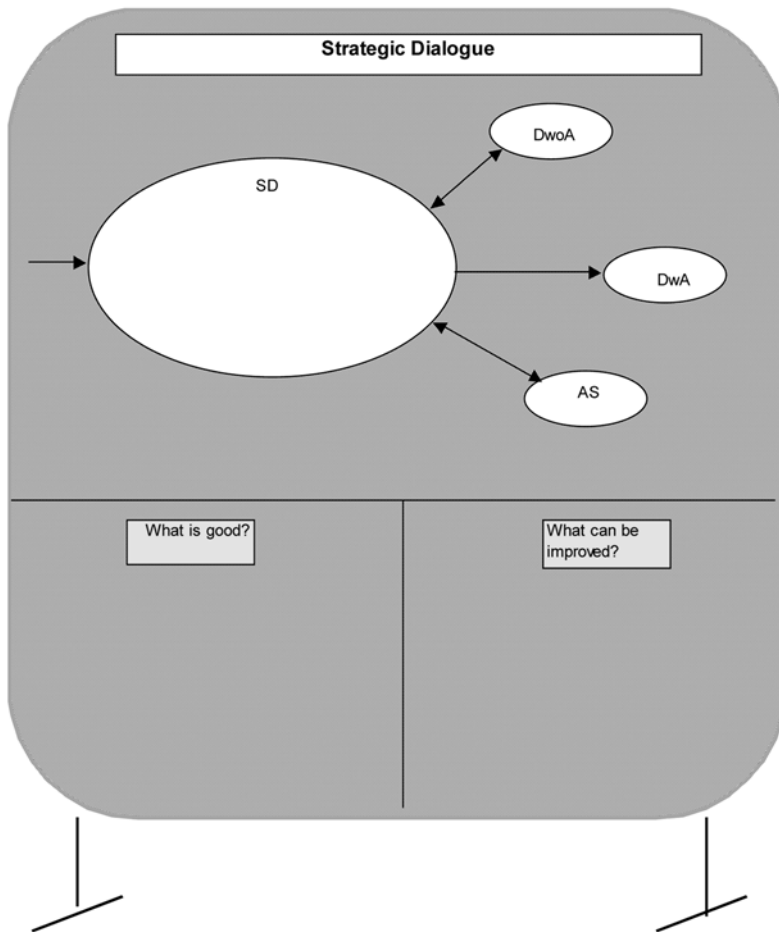 Strategic Dialogue
DwoA
SD
DwA
AS
What is good?
What can be
improved?